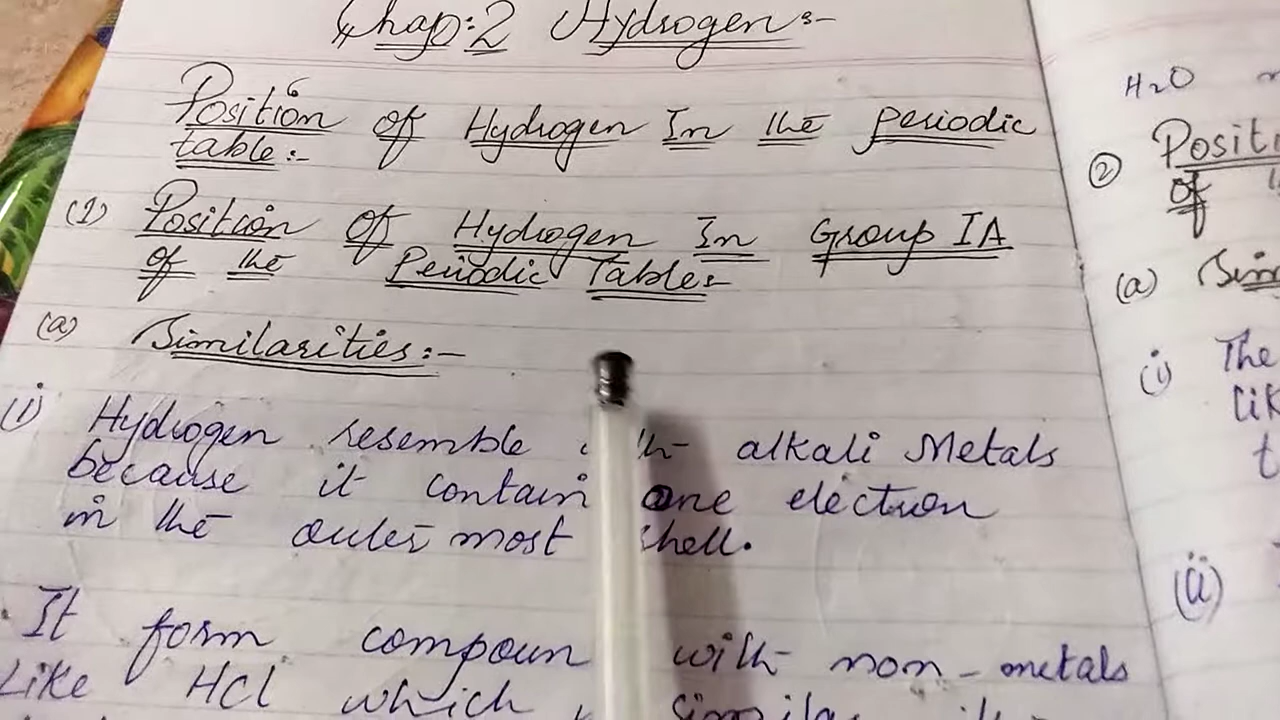 Chap:2 Hydrogen:-
Position of Hydrogen In the periodic
table:-
(1) Position Of Hydrogen In Group IA
of the Periodic Table:-
(a) Similarities:-
(i) Hydrogen resemble alkali Metals
because it contain one electron
in the outer most shell.
It form compoun with non-metals
Like HCl which
H2O
② Positi
of
(a) Sim
(i) The
Lik
t
(ii)